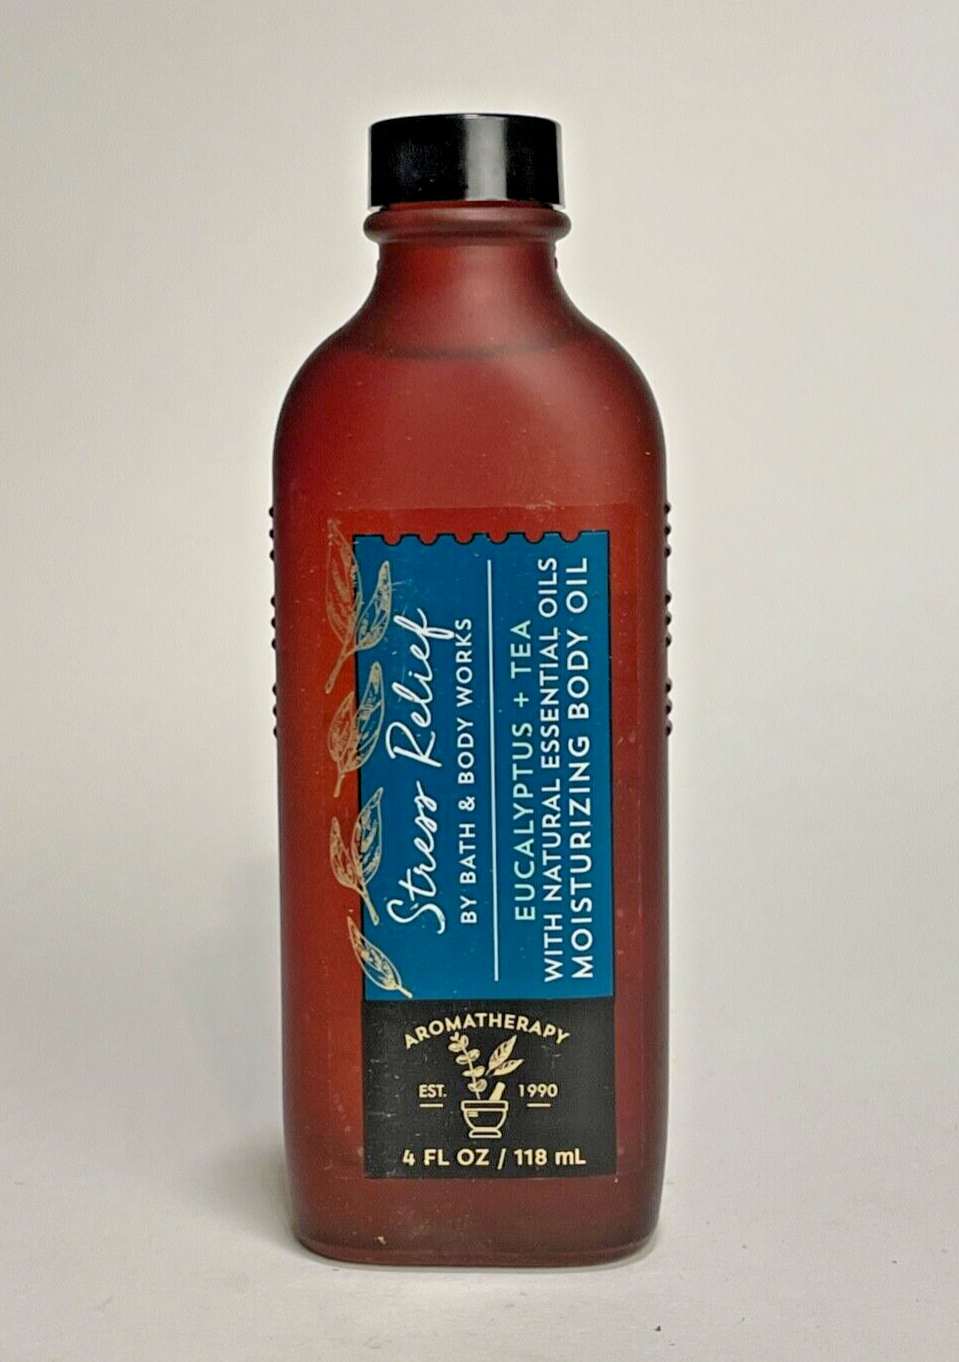 Stress Relief
BY BATH & BODY WORKS
EUCALYPTUS + TEA
WITH NATURAL ESSENTIAL OILS
MOISTURIZING BODY OIL
AROMATHERAPY
EST. 1990
4 FL OZ / 118 mL